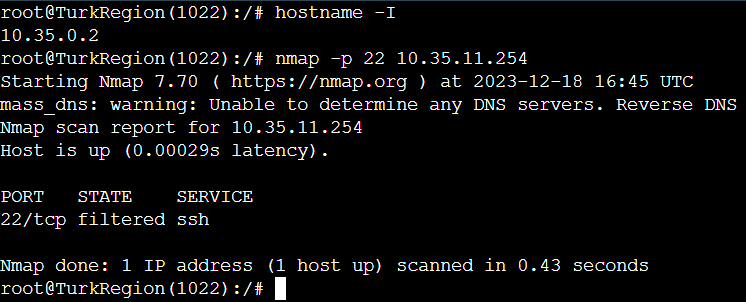 root@TurkRegion(1022):/# hostname -I
10.35.0.2
root@TurkRegion(1022):/# nmap -p 22 10.35.11.254
Starting Nmap 7.70 ( https://nmap.org ) at 2023-12-18 16:45 UTC
mass_dns: warning: Unable to determine any DNS servers. Reverse DNS
Nmap scan report for 10.35.11.254
Host is up (0.00029s latency).
PORT   STATE    SERVICE
22/tcp filtered ssh
Nmap done: 1 IP address (1 host up) scanned in 0.43 seconds
root@TurkRegion(1022):/#